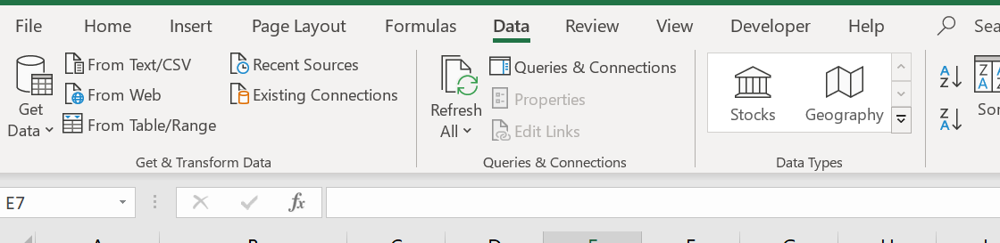 File Home Insert Page Layout Formulas Data Review View Developer Help Sea
From Text/CSV
From Web
From Table/Range
Recent Sources
Existing Connections
Get
Data
Get & Transform Data
Refresh
All
Queries & Connections
Properties
Edit Links
Queries & Connections
Stocks
Geography
Data Types
A
Z
Z
A
Z A
A Z
Sor
E7
fx
A B C D E F G H